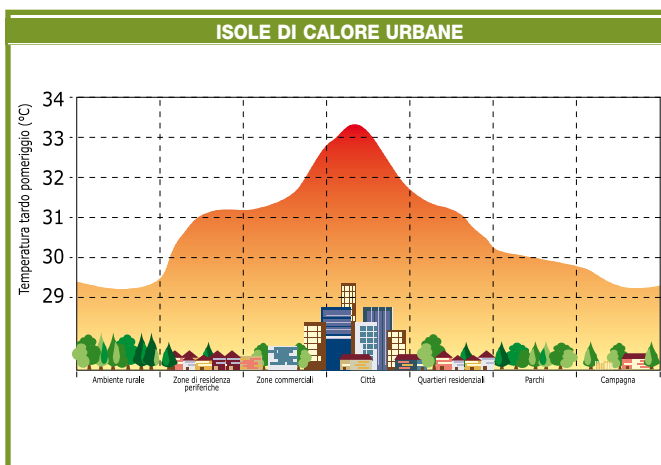 ISOLE DI CALORE URBANE
Temperatura tardo pomeriggio (°C)
34
33
32
31
30
29
Ambiente rurale
Zone di residenza
periferiche
Zone commerciali
Città
Quartieri residenziali
Parchi
Campagna